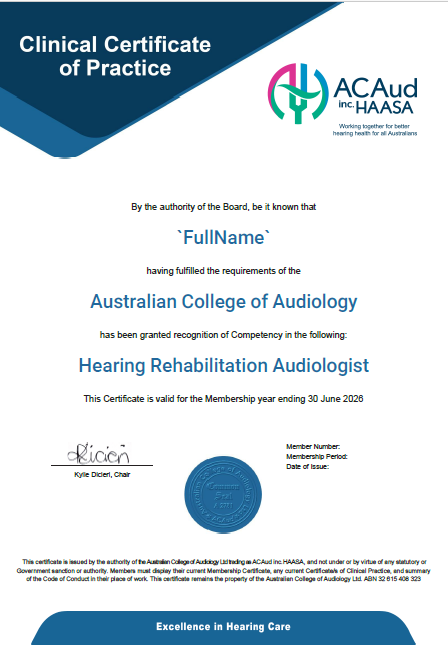 Clinical Certificate
of Practice
ACAud
inc. HAASA
Working together for better
hearing health for all Australians
By the authority of the Board, be it known that
`FullName`
having fulfilled the requirements of the
Australian College of Audiology
has been granted recognition of Competency in the following:
Hearing Rehabilitation Audiologist
This Certificate is valid for the Membership year ending 30 June 2026
Kylie Dicieri, Chair
Australian College of Audiology
Common
Seal
Member Number:
Membership Period:
Date of Issue:
This certificate is issued by the authority of the Australian College of Audiology Ltd trading as ACAud inc.HAASA, and not under or by virtue of any statutory or
Government sanction or authority. Members must display their current Membership Certificate, any current Certificate/s of Clinical Practice, and summary
of the Code of Conduct in their place of work. This certificate remains the property of the Australian College of Audiology Ltd. ABN 32 615 408 323
Excellence in Hearing Care